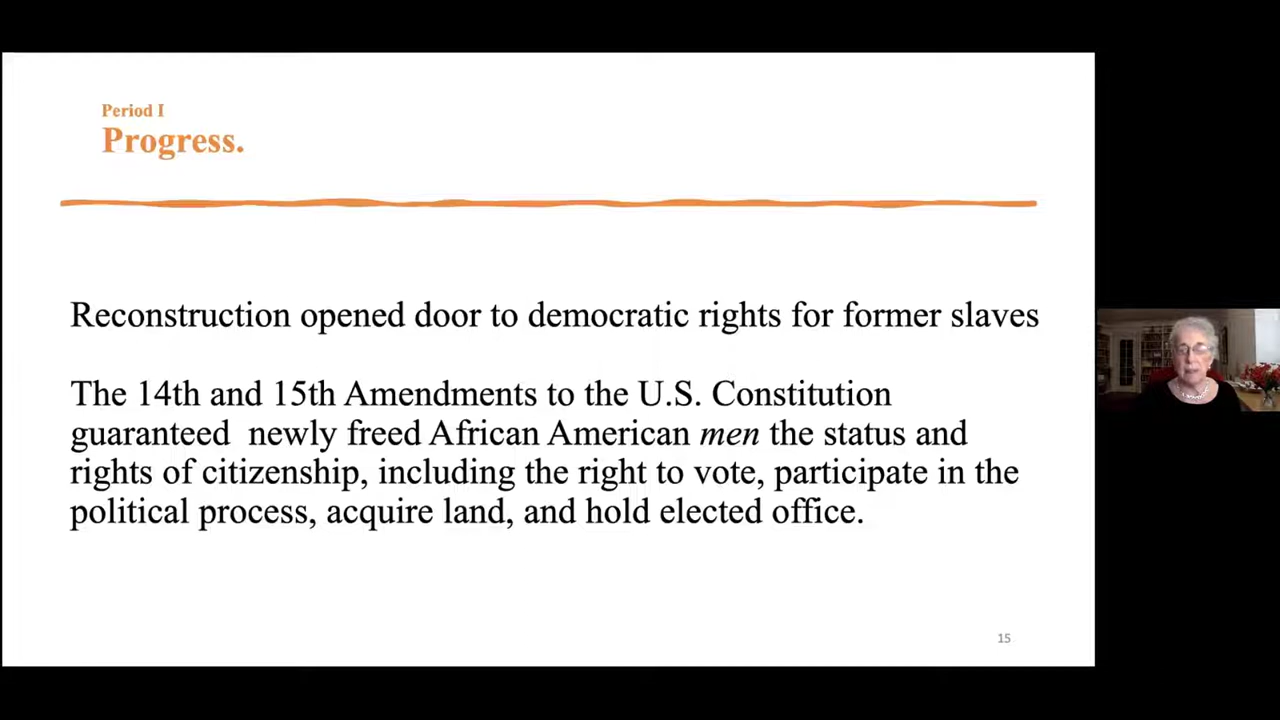 Period I
Progress.
Reconstruction opened door to democratic rights for former slaves
The 14th and 15th Amendments to the U.S. Constitution
guaranteed  newly freed African American men the status and
rights of citizenship, including the right to vote, participate in the
political process, acquire land, and hold elected office.
15